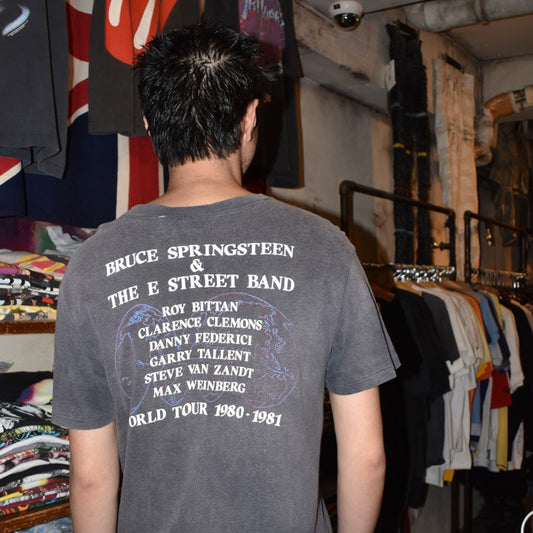 BRUCE SPRINGSTEEN
&
THE E STREET BAND
ROY BITTAN
CLARENCE CLEMONS
DANNY FEDERICI
GARRY TALLENT
STEVE VAN ZANDT
MAX WEINBERG
WORLD TOUR 1980-1981